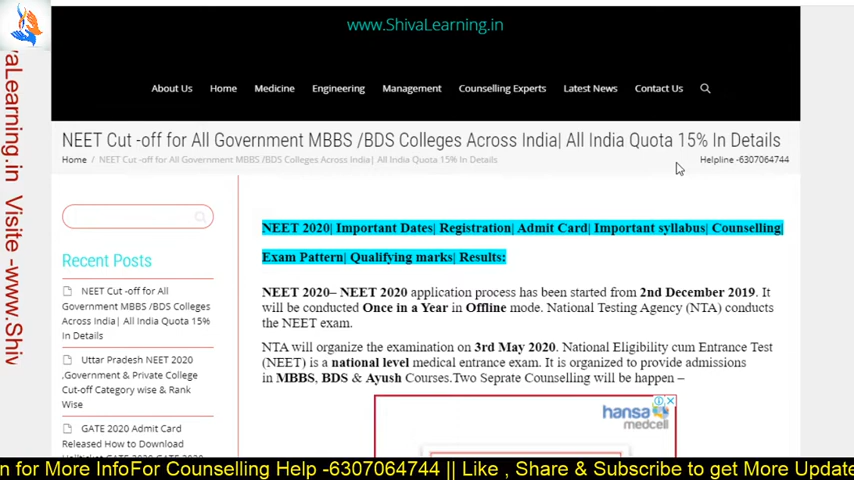 www.ShivaLearning.in
About Us Home Medicine Engineering Management Counselling Experts Latest News Contact Us
NEET Cut -off for All Government MBBS /BDS Colleges Across India| All India Quota 15% In Details
Home / NEET Cut -off for All Government MBBS /BDS Colleges Across India| All India Quota 15% In Details
Helpline -6307064744
aLearning.in Visite -www.Shiv
Recent Posts
NEET Cut -off for All
Government MBBS /BDS Colleges
Across India| All India Quota 15%
In Details
Uttar Pradesh NEET 2020
,Government & Private College
Cut-off Category wise & Rank
Wise
GATE 2020 Admit Card
Released How to Download
NEET 2020| Important Dates| Registration| Admit Card| Important syllabus| Counselling|
Exam Pattern| Qualifying marks| Results:
NEET 2020– NEET 2020 application process has been started from 2nd December 2019. It
will be conducted Once in a Year in Offline mode. National Testing Agency (NTA) conducts
the NEET exam.
NTA will organize the examination on 3rd May 2020. National Eligibility cum Entrance Test
(NEET) is a national level medical entrance exam. It is organized to provide admissions
in MBBS, BDS & Ayush Courses.Two Seprate Counselling will be happen –
hansa
medcell
n for More InfoFor Counselling Help -6307064744 || Like , Share & Subscribe to get More Update